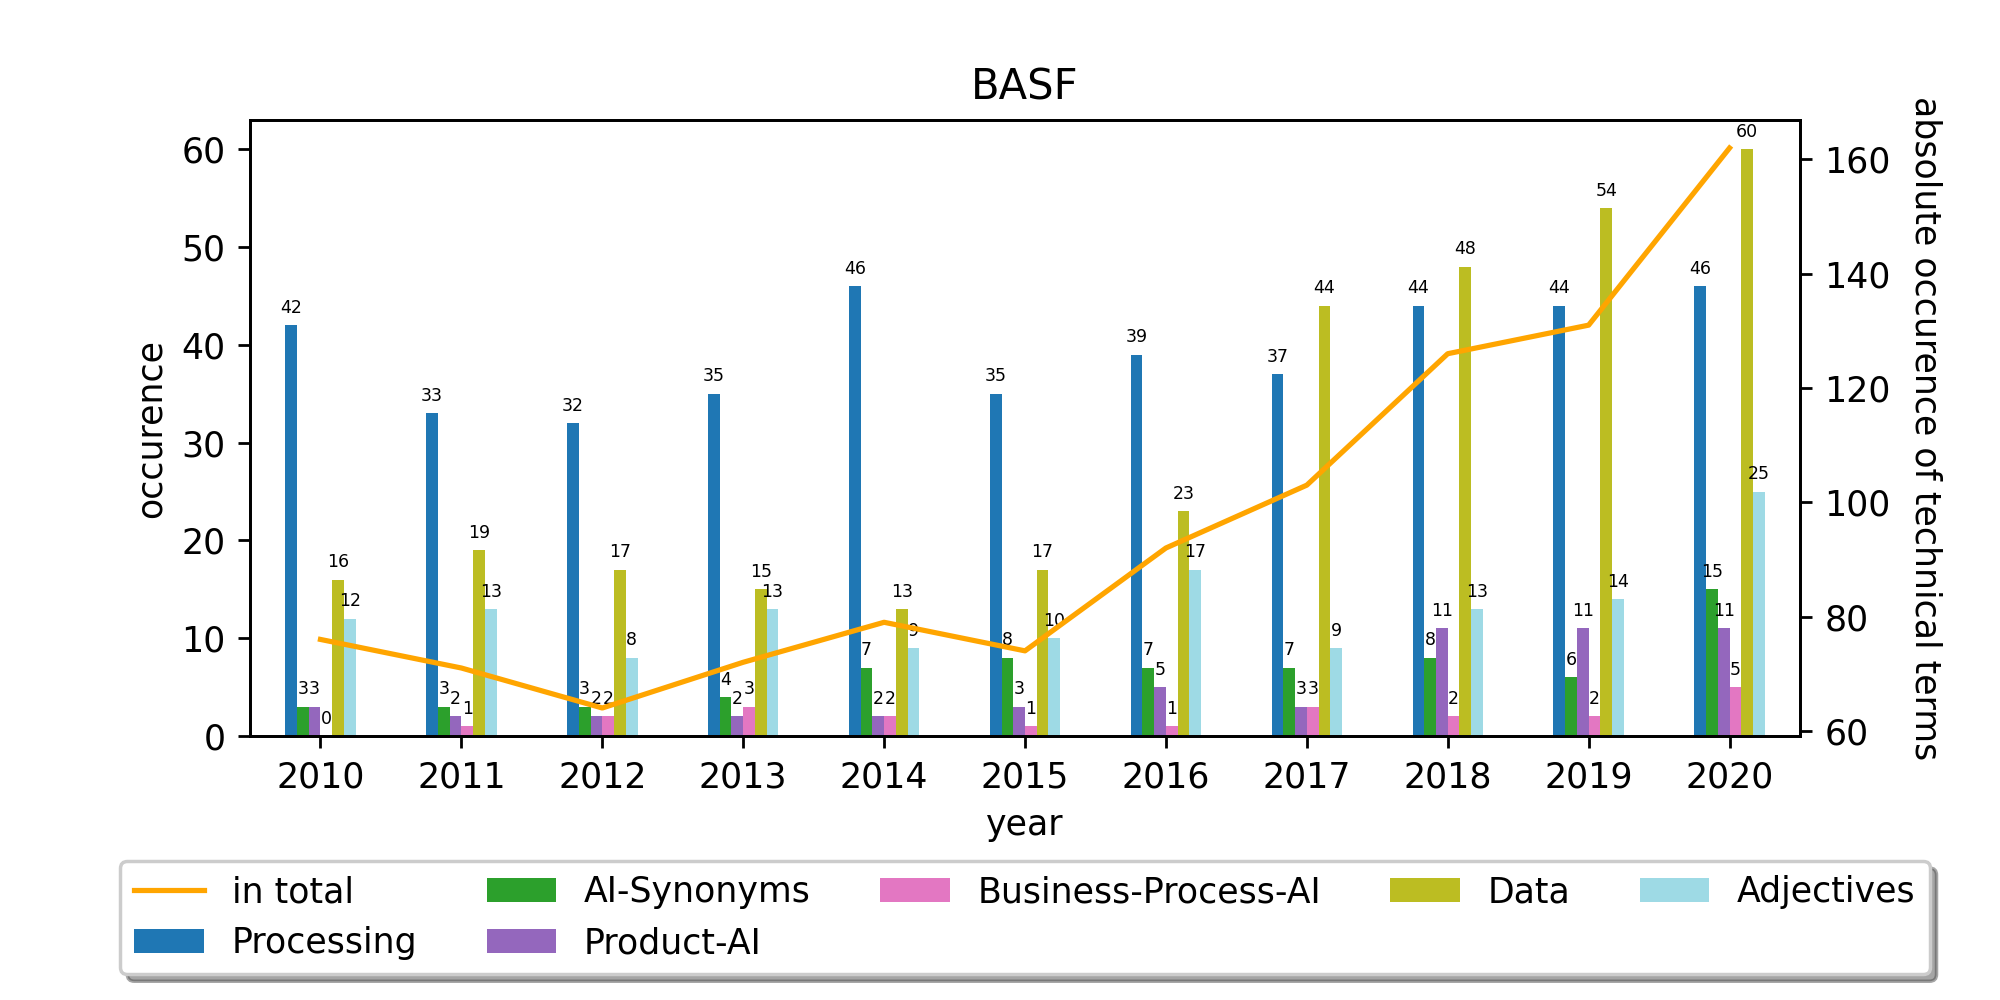 BASF
occurence
absolute occurence of technical terms
60
50
40
30
20
10
0
160
140
120
100
80
60
42 3 3 0 16 12
33 3 2 1 19 13
32 3 2 2 17 8
35 4 2 3 15 13
46 7 2 2 13 9
35 8 3 1 17 10
39 7 5 1 23 17
37 7 3 3 44 9
44 8 11 2 48 13
44 6 11 2 54 14
46 15 11 5 60 25
2010 2011 2012 2013 2014 2015 2016 2017 2018 2019 2020
year
in total AI-Synonyms Business-Process-AI Data Adjectives
Processing Product-AI